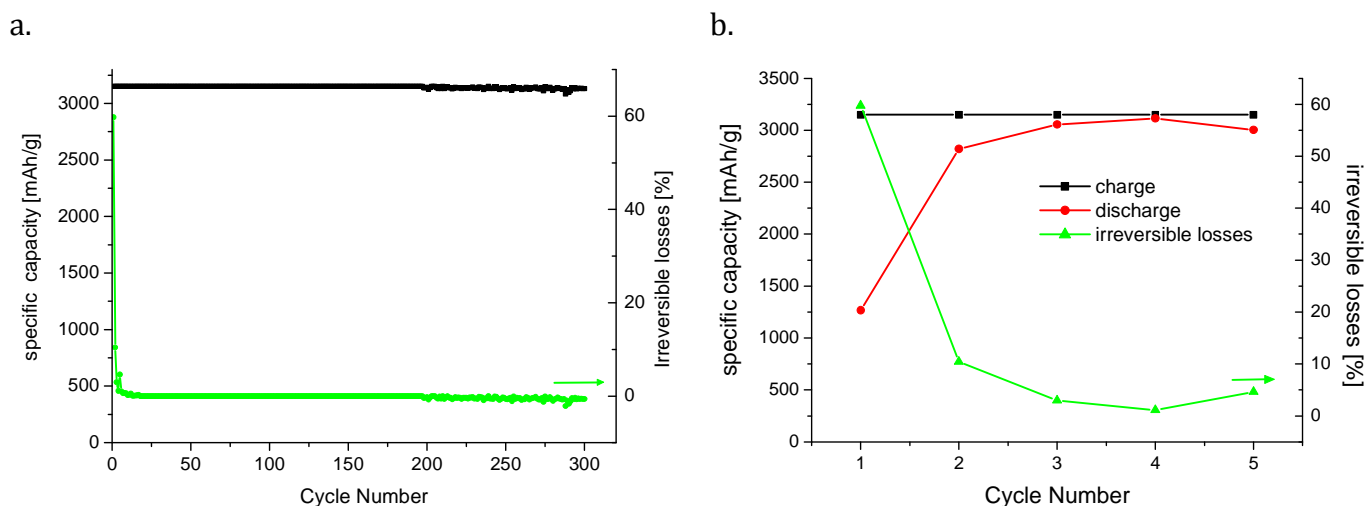 a.
3000
2500
2000
1500
1000
500
0
specific capacity [mAh/g]
60
40
20
0
Irreversible losses [%]
0 50 100 150 200 250 300
Cycle Number
b.
3500
3000
2500
2000
1500
1000
500
0
specific capacity [mAh/g]
charge
discharge
irreversible losses
60
50
40
30
20
10
0
irreversible losses [%]
1 2 3 4 5
Cycle Number